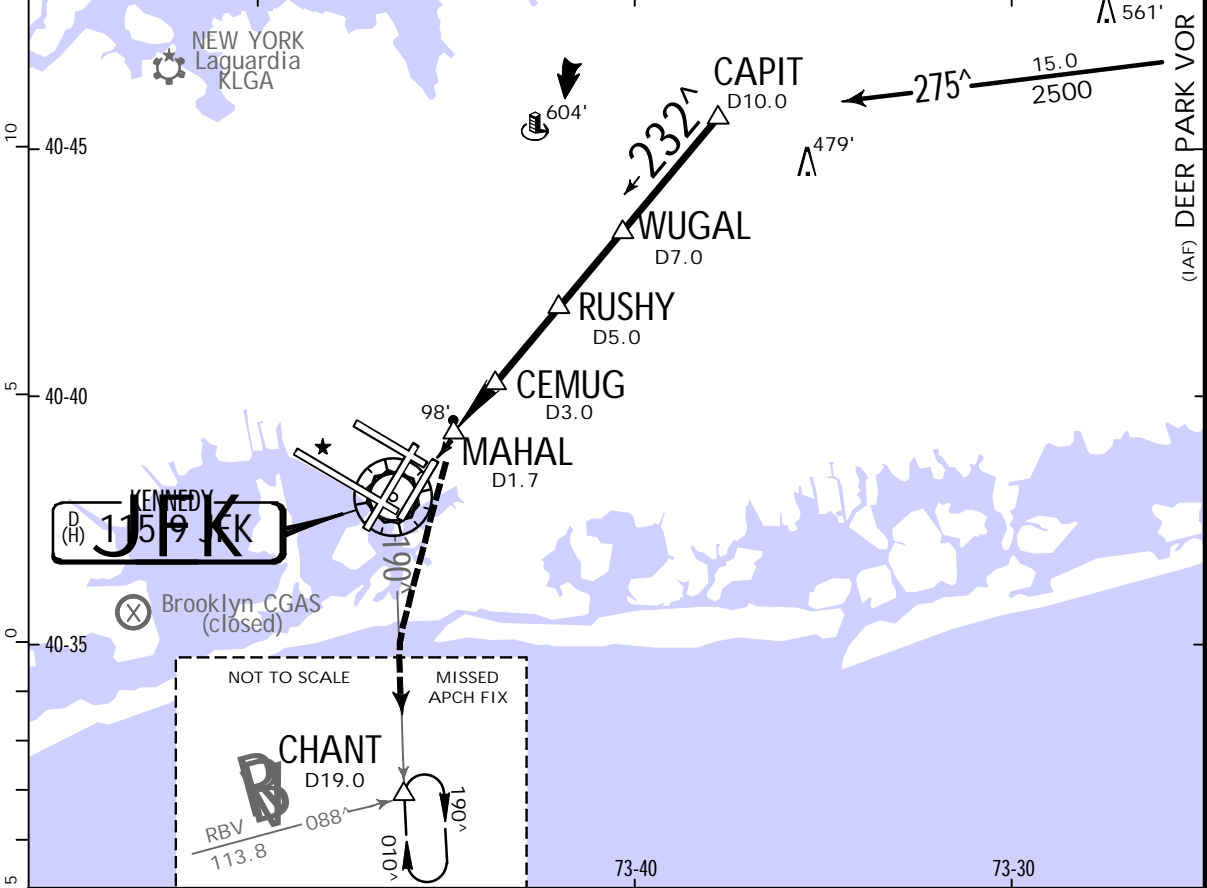 561'
NEW YORK
Laguardia
KLGA
CAPIT
D10.0
275^
15.0
2500
DEER PARK VOR
(IAF)
604'
232^
479'
10
40-45
WUGAL
D7.0
RUSHY
D5.0
5
40-40
CEMUG
D3.0
98'
MAHAL
D1.7
KENNEDY
D
(H)
115.9 JFK
JFK
190^
Brooklyn CGAS
(closed)
0
40-35
NOT TO SCALE
MISSED
APCH FIX
CHANT
D19.0
RBV
113.8
088^
190^
010^
5
73-40
73-30